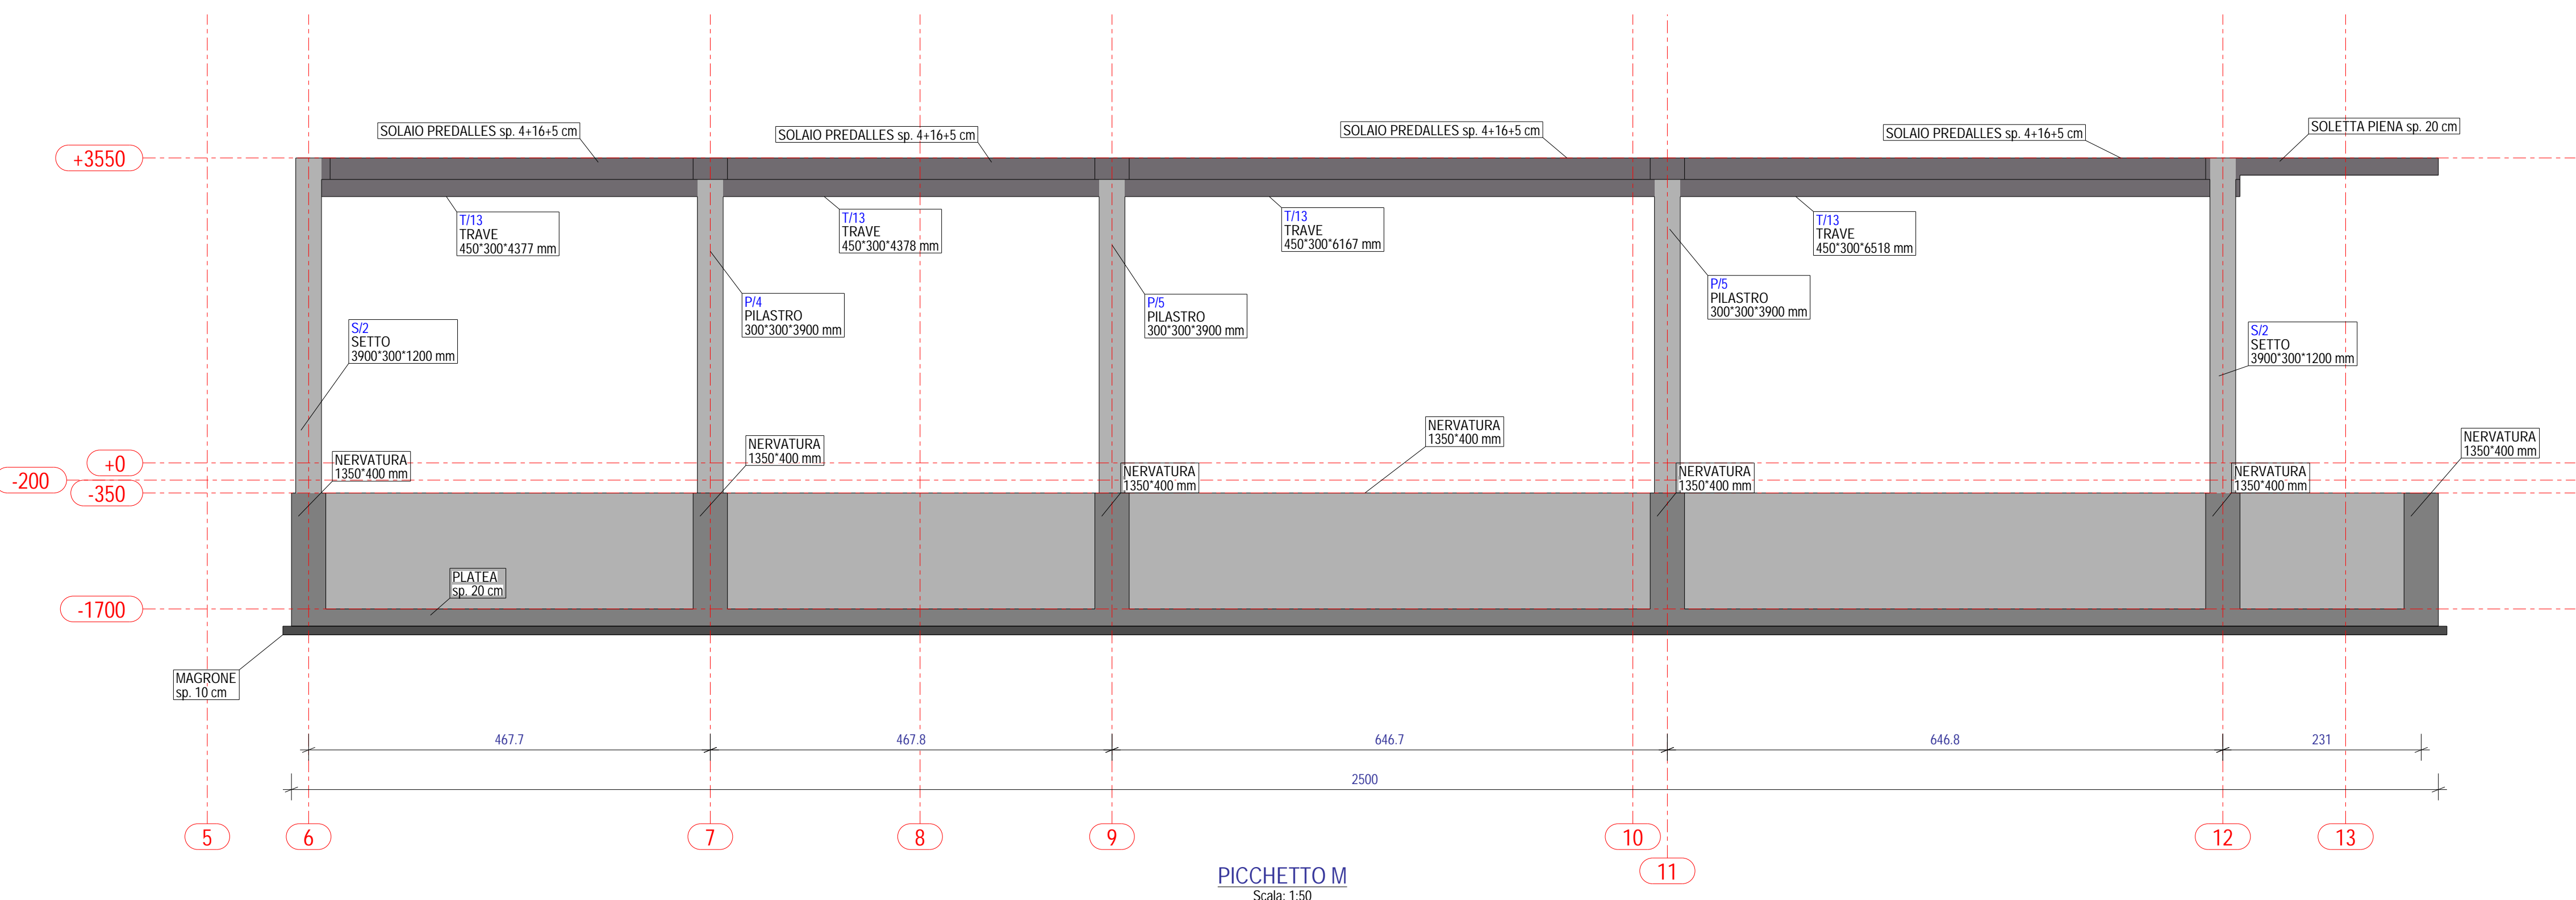 SOLAIO PREDALLES sp. 4+16+5 cm
SOLAIO PREDALLES sp. 4+16+5 cm
SOLAIO PREDALLES sp. 4+16+5 cm
SOLAIO PREDALLES sp. 4+16+5 cm
SOLETTA PIENA sp. 20 cm
+3550
T/13
TRAVE
450*300*4377 mm
T/13
TRAVE
450*300*4378 mm
T/13
TRAVE
450*300*6167 mm
T/13
TRAVE
450*300*6518 mm
S/2
SETTO
3900*300*1200 mm
P/4
PILASTRO
300*300*3900 mm
P/5
PILASTRO
300*300*3900 mm
P/5
PILASTRO
300*300*3900 mm
S/2
SETTO
3900*300*1200 mm
+0
-200
-350
NERVATURA
1350*400 mm
NERVATURA
1350*400 mm
NERVATURA
1350*400 mm
NERVATURA
1350*400 mm
NERVATURA
1350*400 mm
NERVATURA
1350*400 mm
NERVATURA
1350*400 mm
PLATEA
sp. 20 cm
-1700
MAGRONE
sp. 10 cm
467.7
467.8
646.7
646.8
231
2500
5
6
7
8
9
10
11
12
13
PICCHETTO M
Scala: 1:50